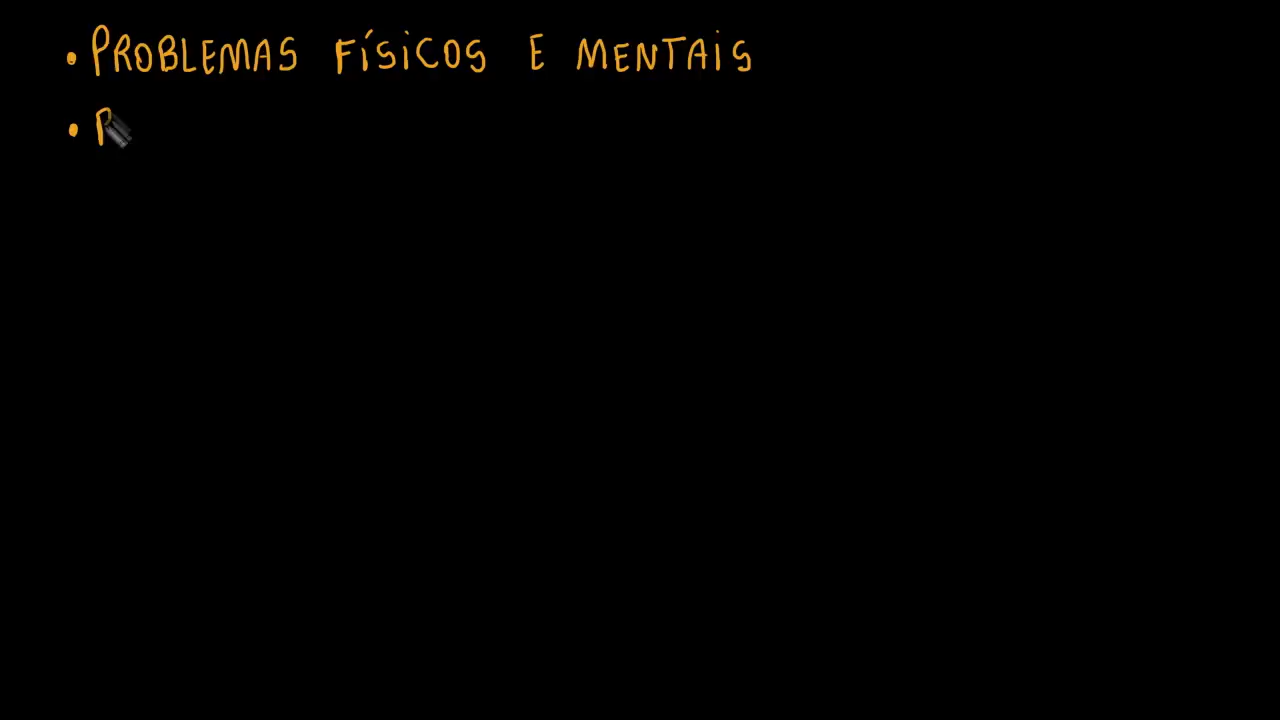 • PROBLEMAS FÍSICOS E MENTAIS
• P